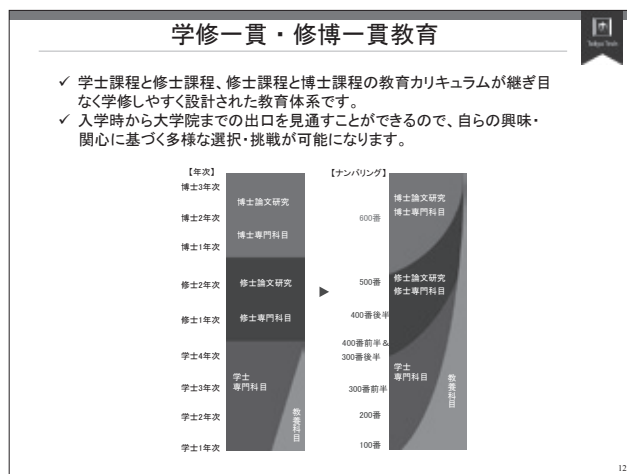 学修一貫・修博一貫教育
Tokyo Tech
✓ 学士課程と修士課程、修士課程と博士課程の教育カリキュラムが継ぎ目
なく学修しやすく設計された教育体系です。
✓ 入学時から大学院までの出口を見通すことができるので、自らの興味・
関心に基づく多様な選択・挑戦が可能になります。
【年次】
博士3年次
博士2年次
博士1年次
修士2年次
修士1年次
学士4年次
学士3年次
学士2年次
学士1年次
博士論文研究
博士専門科目
修士論文研究
修士専門科目
学士
専門科目
教養科目
【ナンバリング】
600番
500番
400番後半
400番前半&
300番後半
300番前半
200番
100番
博士論文研究
博士専門科目
修士論文研究
修士専門科目
学士
専門科目
教養科目
12